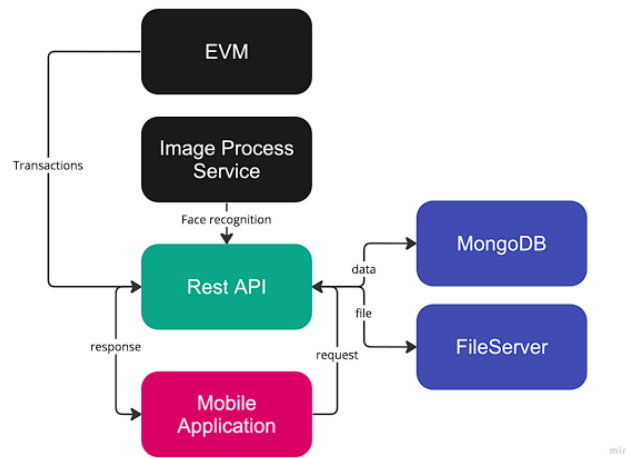 EVM
Transactions
Image Process
Service
Face recognition
MongoDB
data
Rest API
file
FileServer
response
request
Mobile
Application